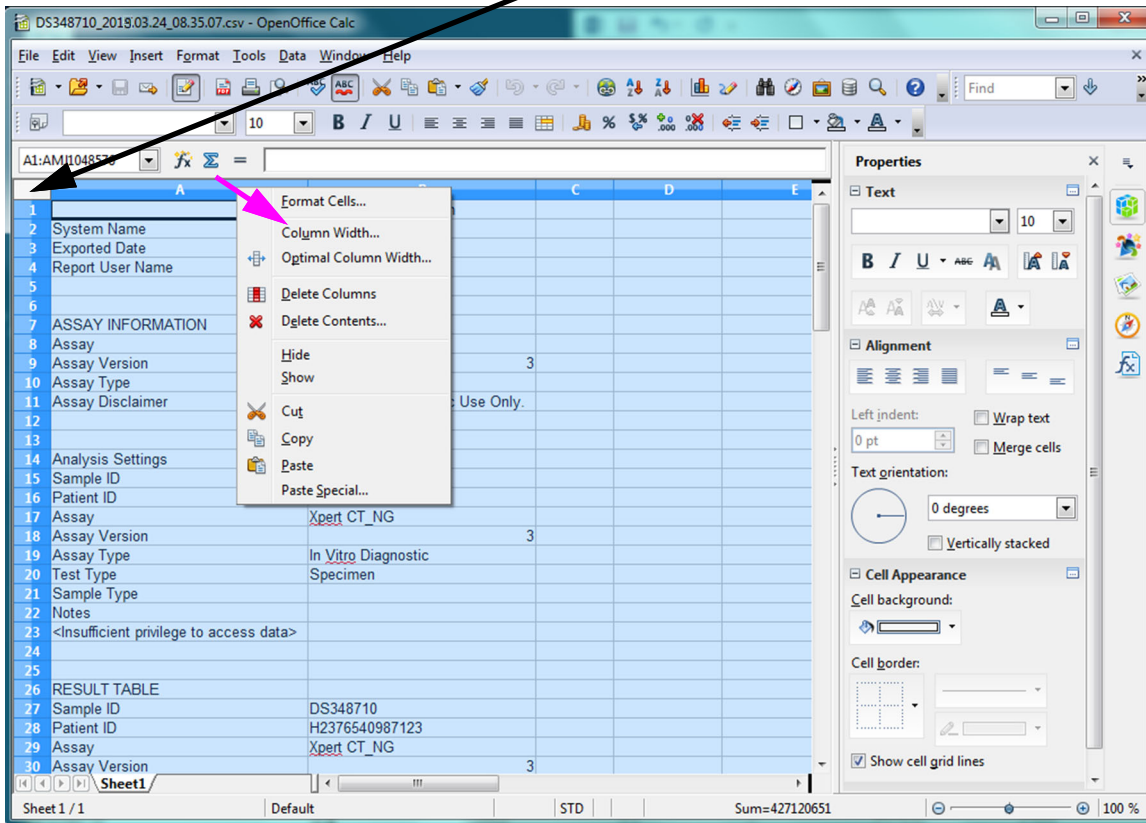 DS348710_2015.03.24_08.35.07.csv - OpenOffice Calc
File Edit View Insert Format Tools Data Window Help
ABC ABC Find
10 B I U % $% .000 .000 A
A1:AMJ1048576 fx Σ =
Properties
A C D E
Text
10
B I U ABC
Alignment
Left indent:
0 pt
Wrap text
Merge cells
Text orientation:
0 degrees
Vertically stacked
Cell Appearance
Cell background:
Cell border:
Show cell grid lines
Format Cells...
Column Width...
Optimal Column Width...
Delete Columns
Delete Contents...
Hide
Show
Cut
Copy
Paste
Paste Special...
1
2 System Name
3 Exported Date
4 Report User Name
5
6
7 ASSAY INFORMATION
8 Assay
9 Assay Version 3
10 Assay Type
11 Assay Disclaimer Use Only.
12
13
14 Analysis Settings
15 Sample ID
16 Patient ID
17 Assay Xpert CT_NG
18 Assay Version 3
19 Assay Type In Vitro Diagnostic
20 Test Type Specimen
21 Sample Type
22 Notes
23 <Insufficient privilege to access data>
24
25
26 RESULT TABLE
27 Sample ID DS348710
28 Patient ID H2376540987123
29 Assay Xpert CT_NG
30 Assay Version 3
Sheet1
Sheet 1 / 1 Default STD Sum=427120651 100 %